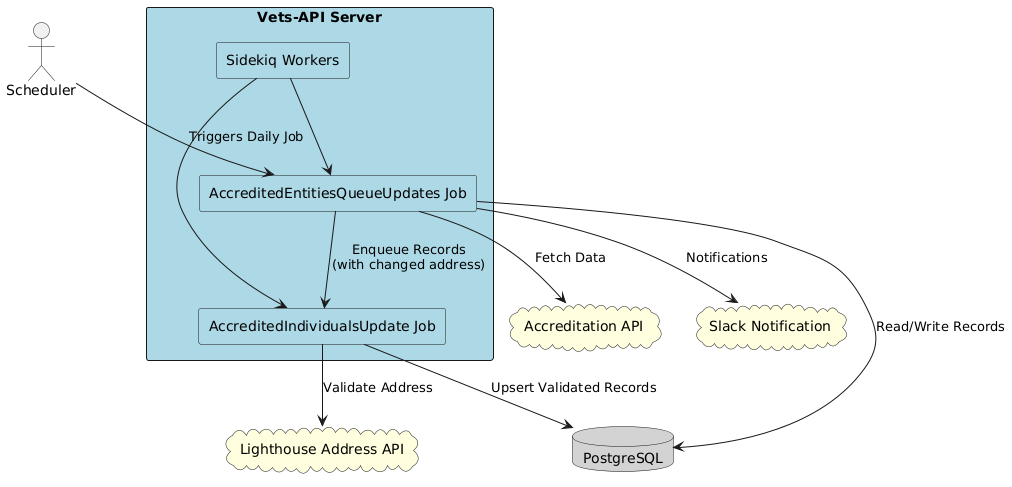 Vets-API Server
Sidekiq Workers
Scheduler
Triggers Daily Job
AccreditedEntitiesQueueUpdates Job
Enqueue Records
(with changed address)
Fetch Data
Notifications
AccreditedIndividualsUpdate Job
Accreditation API
Slack Notification
Read/Write Records
Validate Address
Upsert Validated Records
Lighthouse Address API
PostgreSQL